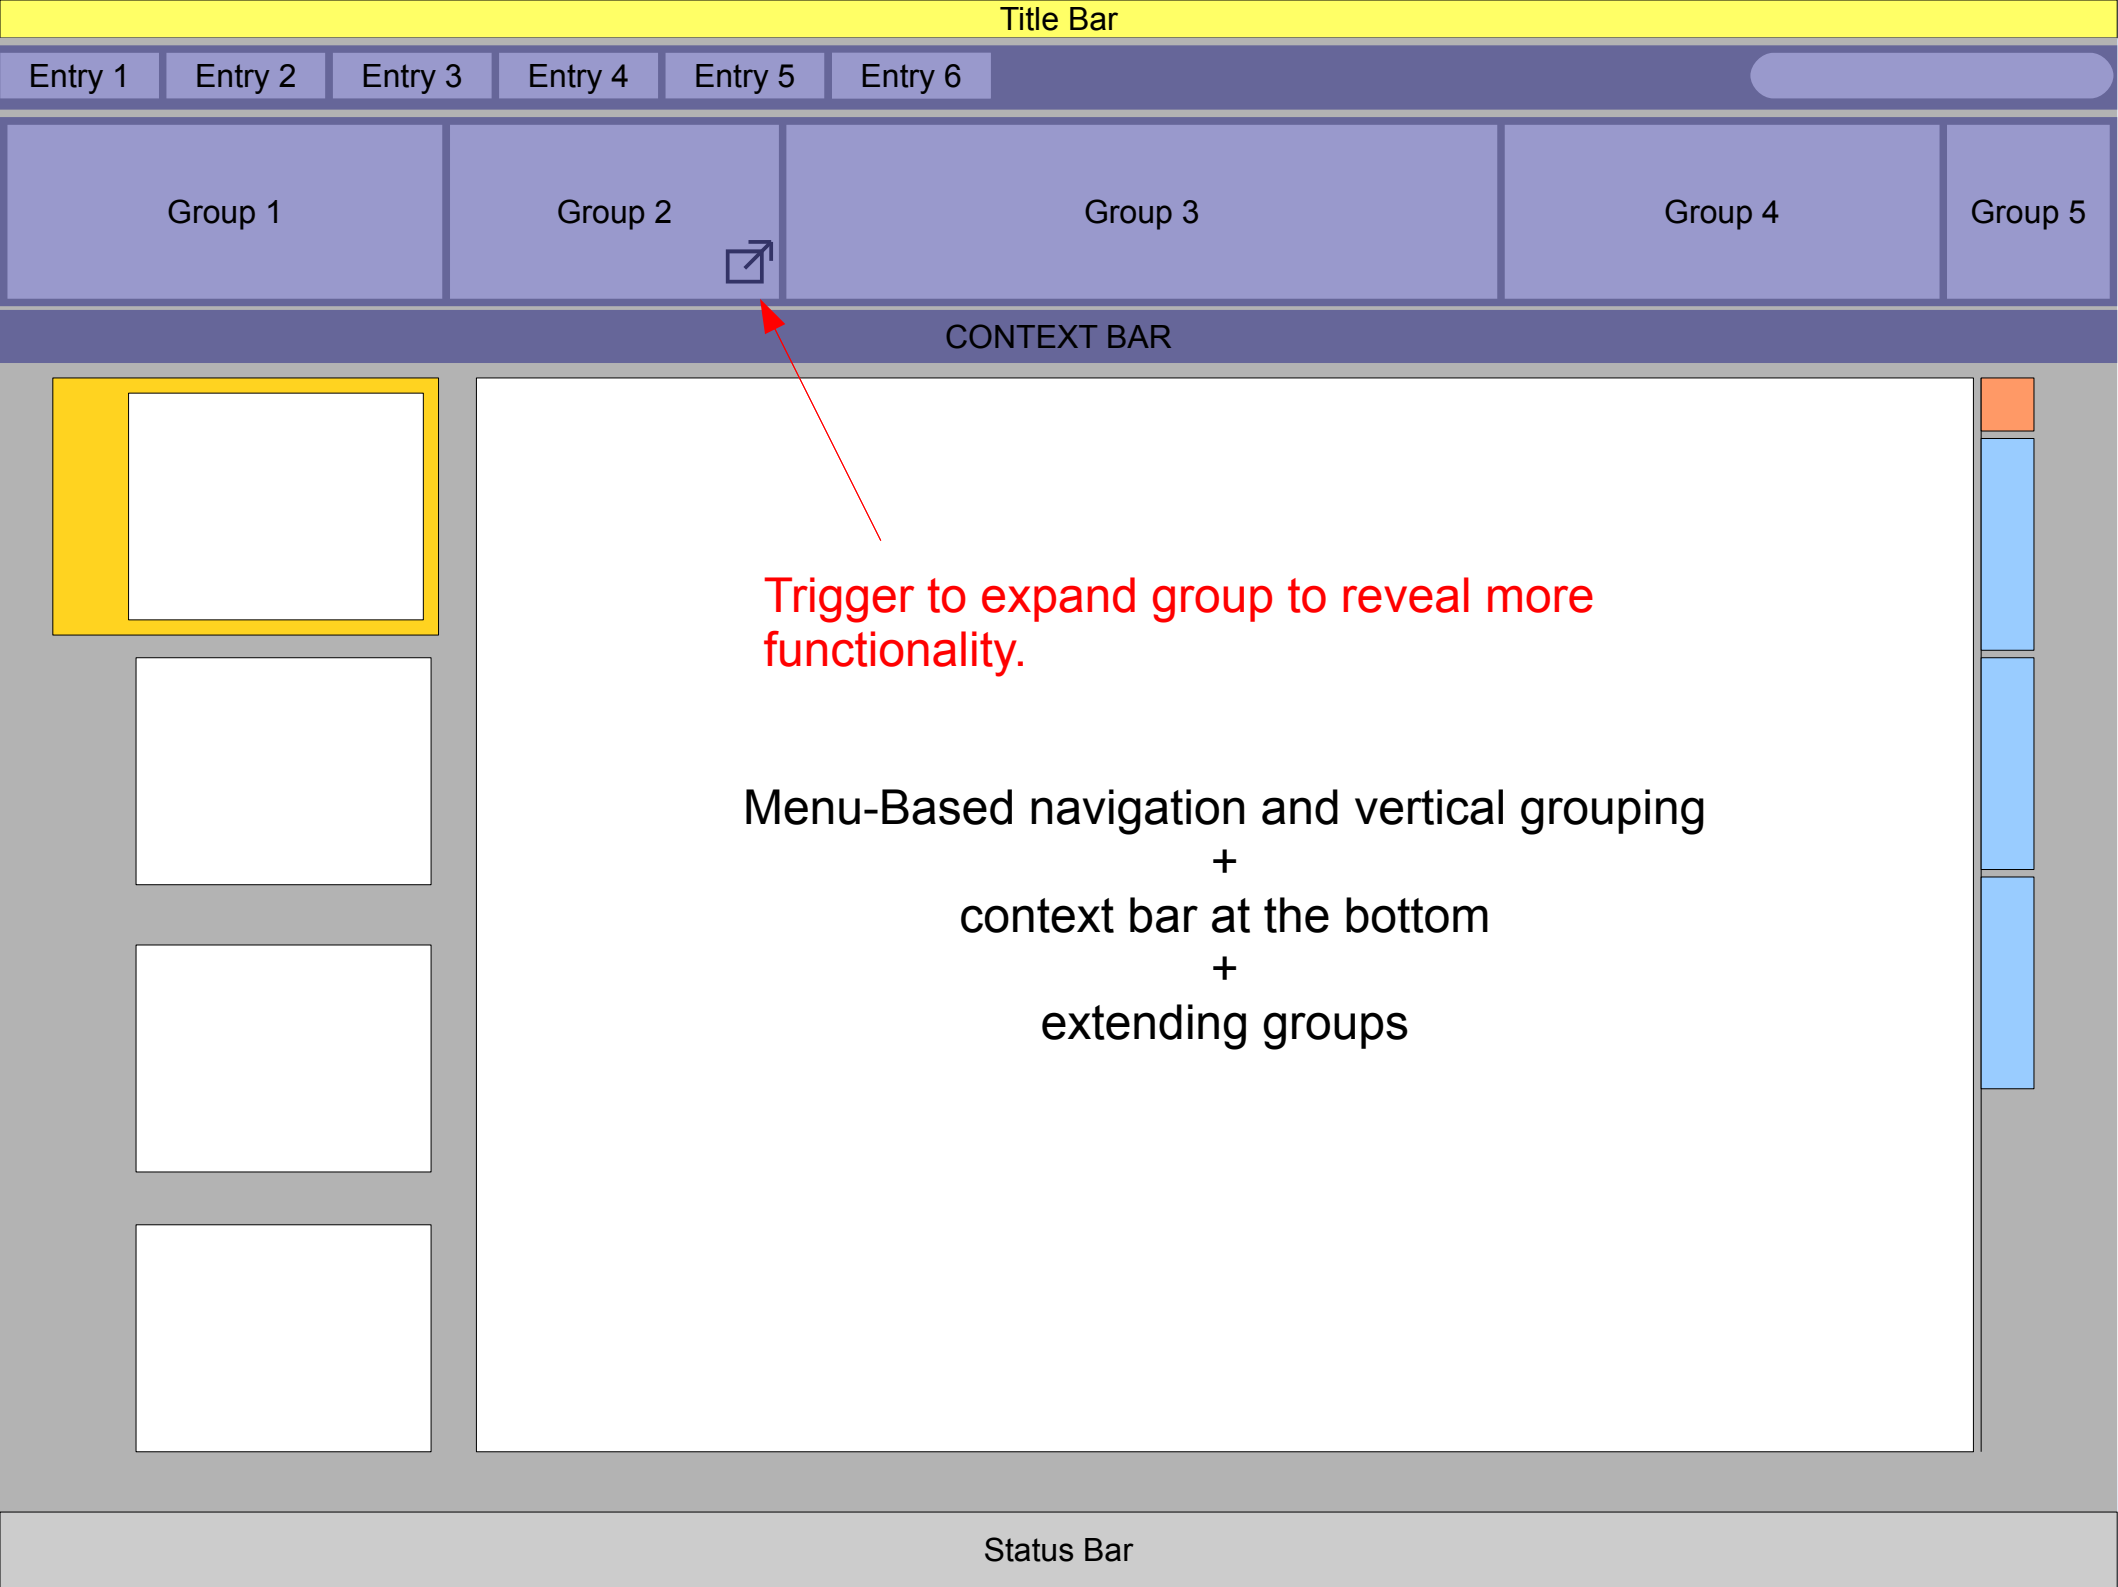 Title Bar
Entry 1
Entry 2
Entry 3
Entry 4
Entry 5
Entry 6
Group 1
Group 2
Group 3
Group 4
Group 5
CONTEXT BAR
Trigger to expand group to reveal more
functionality.
Menu-Based navigation and vertical grouping
+
context bar at the bottom
+
extending groups
Status Bar